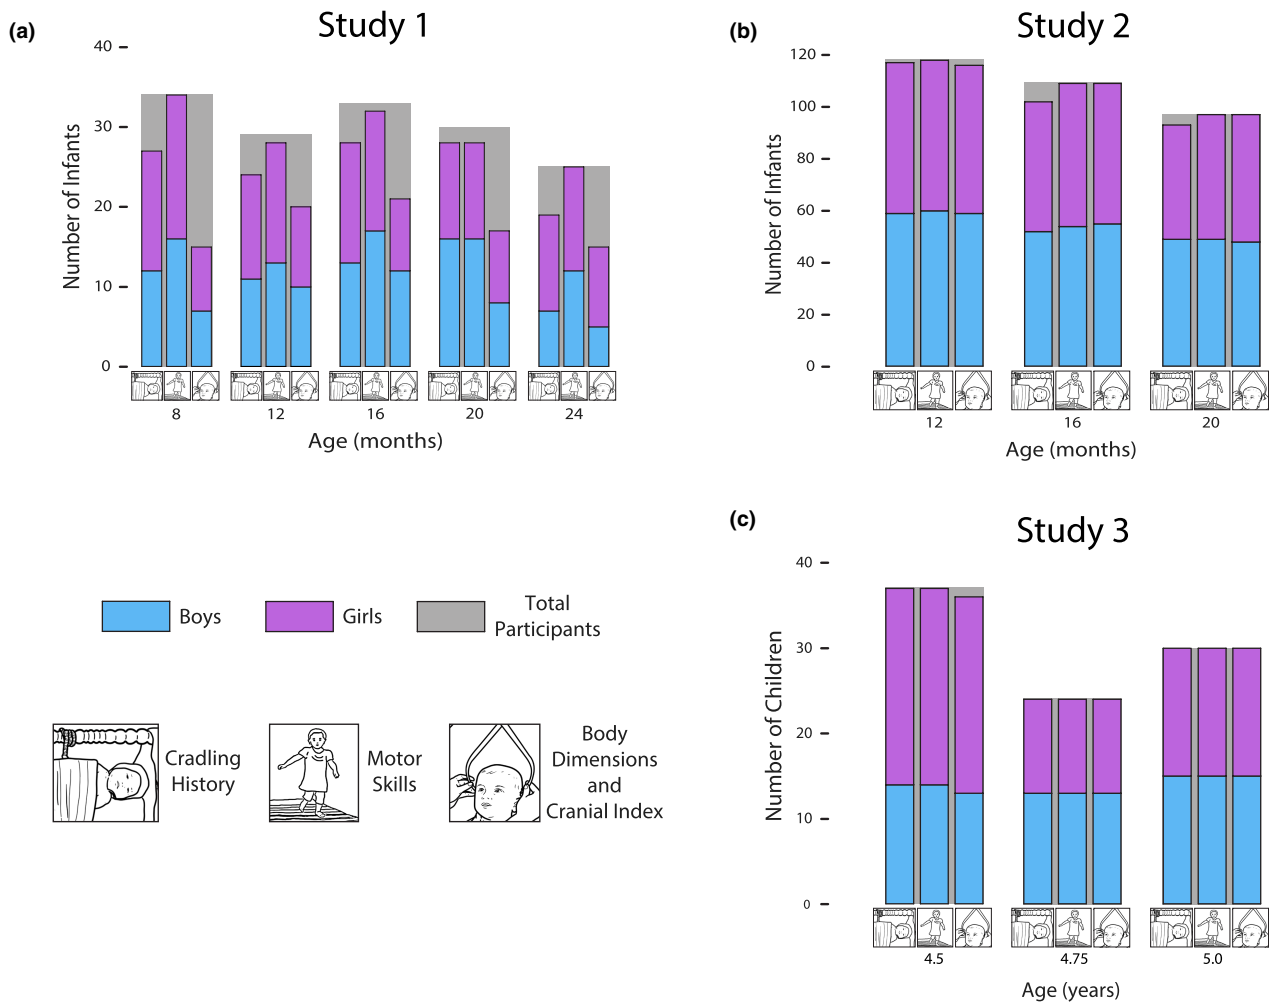 (a)
Study 1
40
30
20
10
0
Number of Infants
8
12
16
20
24
Age (months)
(b)
Study 2
120
100
80
60
40
20
0
Number of Infants
12
16
20
Age (months)
Boys
Girls
Total
Participants
Cradling
History
Motor
Skills
Body
Dimensions
and
Cranial Index
(c)
Study 3
40
30
20
10
0
Number of Children
4.5
4.75
5.0
Age (years)